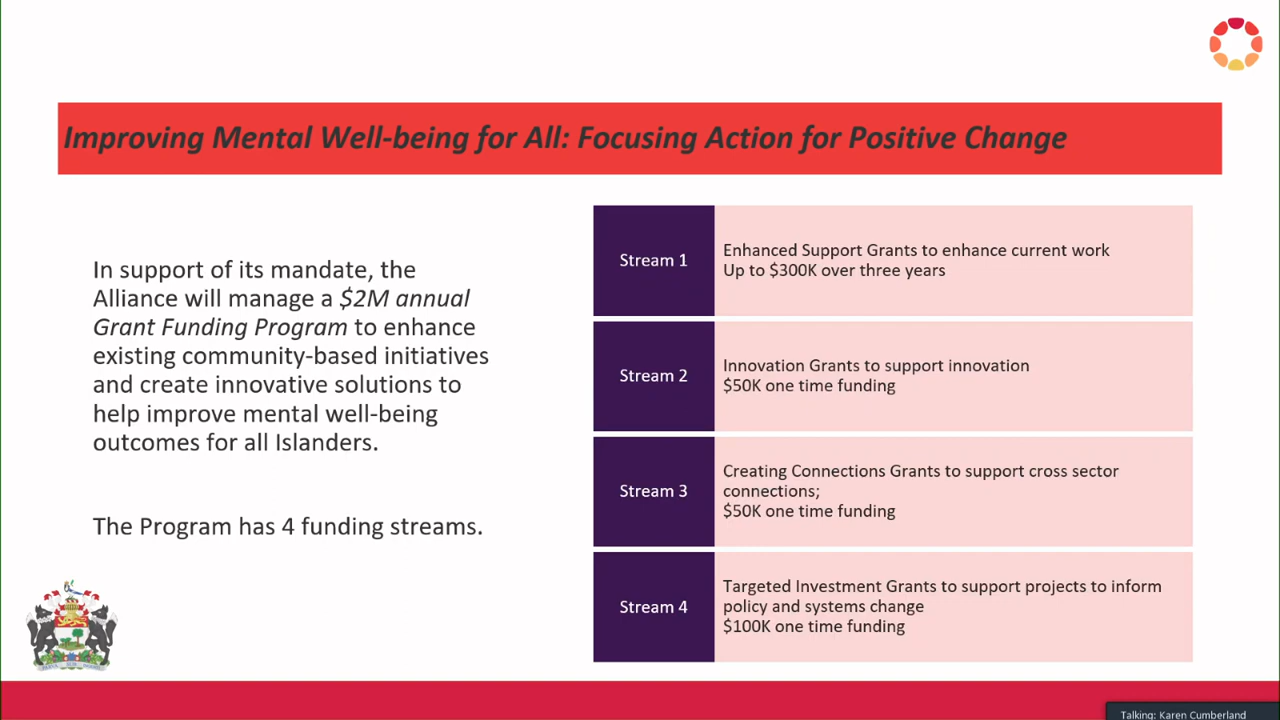 Improving Mental Well-being for All: Focusing Action for Positive Change
In support of its mandate, the
Alliance will manage a $2M annual
Grant Funding Program to enhance
existing community-based initiatives
and create innovative solutions to
help improve mental well-being
outcomes for all Islanders.
The Program has 4 funding streams.
Stream 1
Enhanced Support Grants to enhance current work
Up to $300K over three years
Stream 2
Innovation Grants to support innovation
$50K one time funding
Stream 3
Creating Connections Grants to support cross sector
connections;
$50K one time funding
Stream 4
Targeted Investment Grants to support projects to inform
policy and systems change
$100K one time funding
Talking: Karen Cumberland